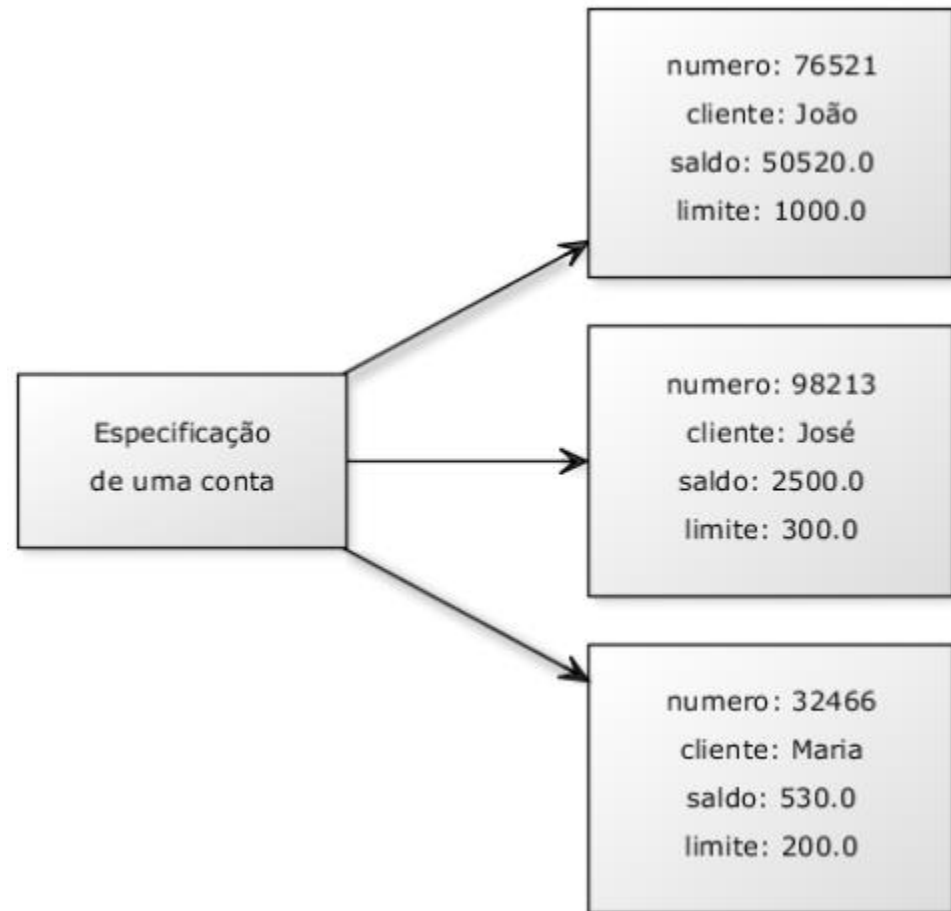 Especificação
de uma conta
numero: 76521
cliente: João
saldo: 50520.0
limite: 1000.0
numero: 98213
cliente: José
saldo: 2500.0
limite: 300.0
numero: 32466
cliente: Maria
saldo: 530.0
limite: 200.0